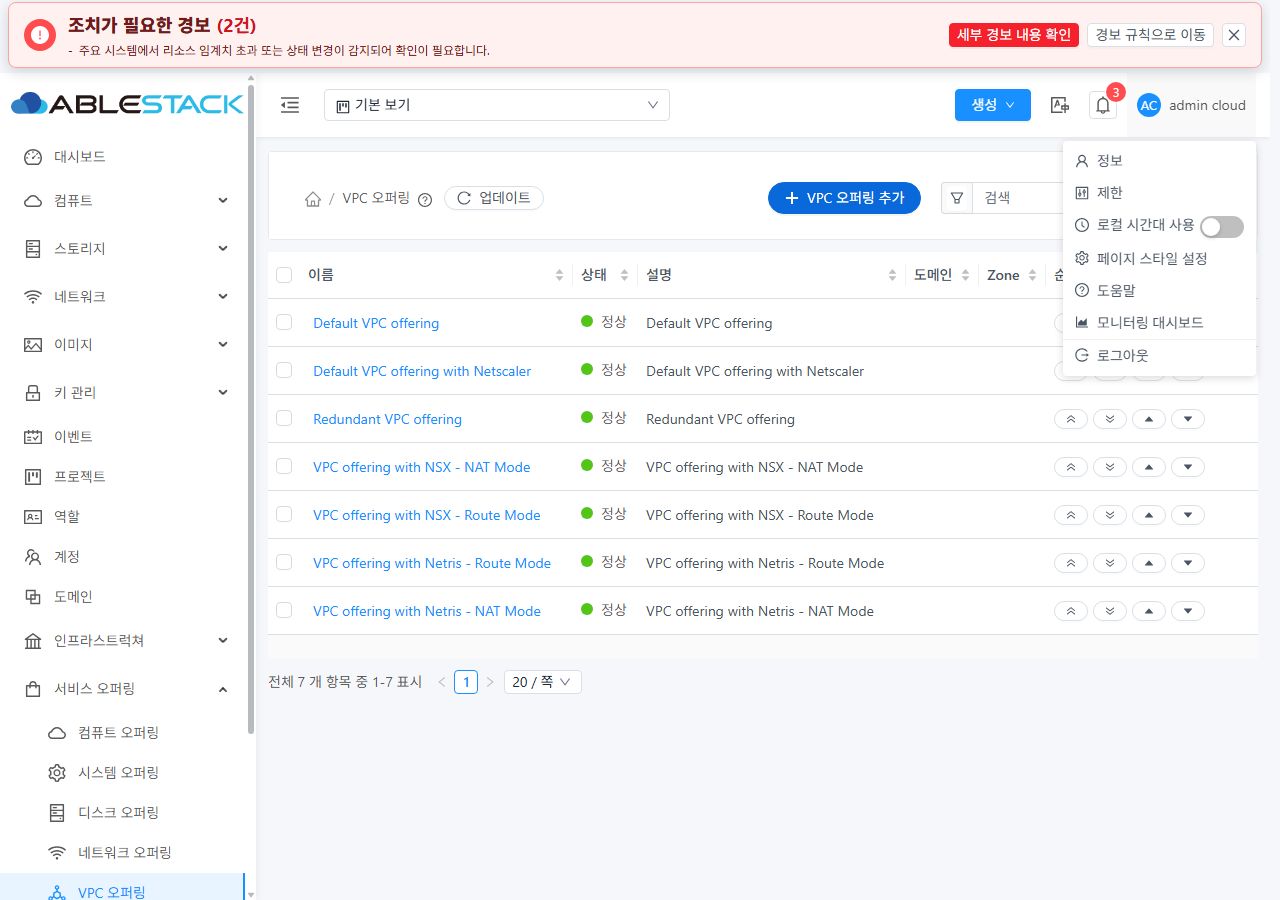 조치가 필요한 경보 (2건)
- 주요 시스템에서 리소스 임계치 초과 또는 상태 변경이 감지되어 확인이 필요합니다.
세부 경보 내용 확인
경보 규칙으로 이동
ABLESTACK
기본 보기
생성
3
AC admin cloud
대시보드
컴퓨트
스토리지
네트워크
이미지
키 관리
이벤트
프로젝트
역할
계정
도메인
인프라스트럭쳐
서비스 오퍼링
컴퓨트 오퍼링
시스템 오퍼링
디스크 오퍼링
네트워크 오퍼링
VPC 오퍼링
/ VPC 오퍼링
업데이트
VPC 오퍼링 추가
검색
정보
제한
로컬 시간대 사용
페이지 스타일 설정
도움말
모니터링 대시보드
로그아웃
이름 상태 설명 도메인 Zone
Default VPC offering 정상 Default VPC offering
Default VPC offering with Netscaler 정상 Default VPC offering with Netscaler
Redundant VPC offering 정상 Redundant VPC offering
VPC offering with NSX - NAT Mode 정상 VPC offering with NSX - NAT Mode
VPC offering with NSX - Route Mode 정상 VPC offering with NSX - Route Mode
VPC offering with Netris - Route Mode 정상 VPC offering with Netris - Route Mode
VPC offering with Netris - NAT Mode 정상 VPC offering with Netris - NAT Mode
전체 7 개 항목 중 1-7 표시 < 1 > 20 / 쪽